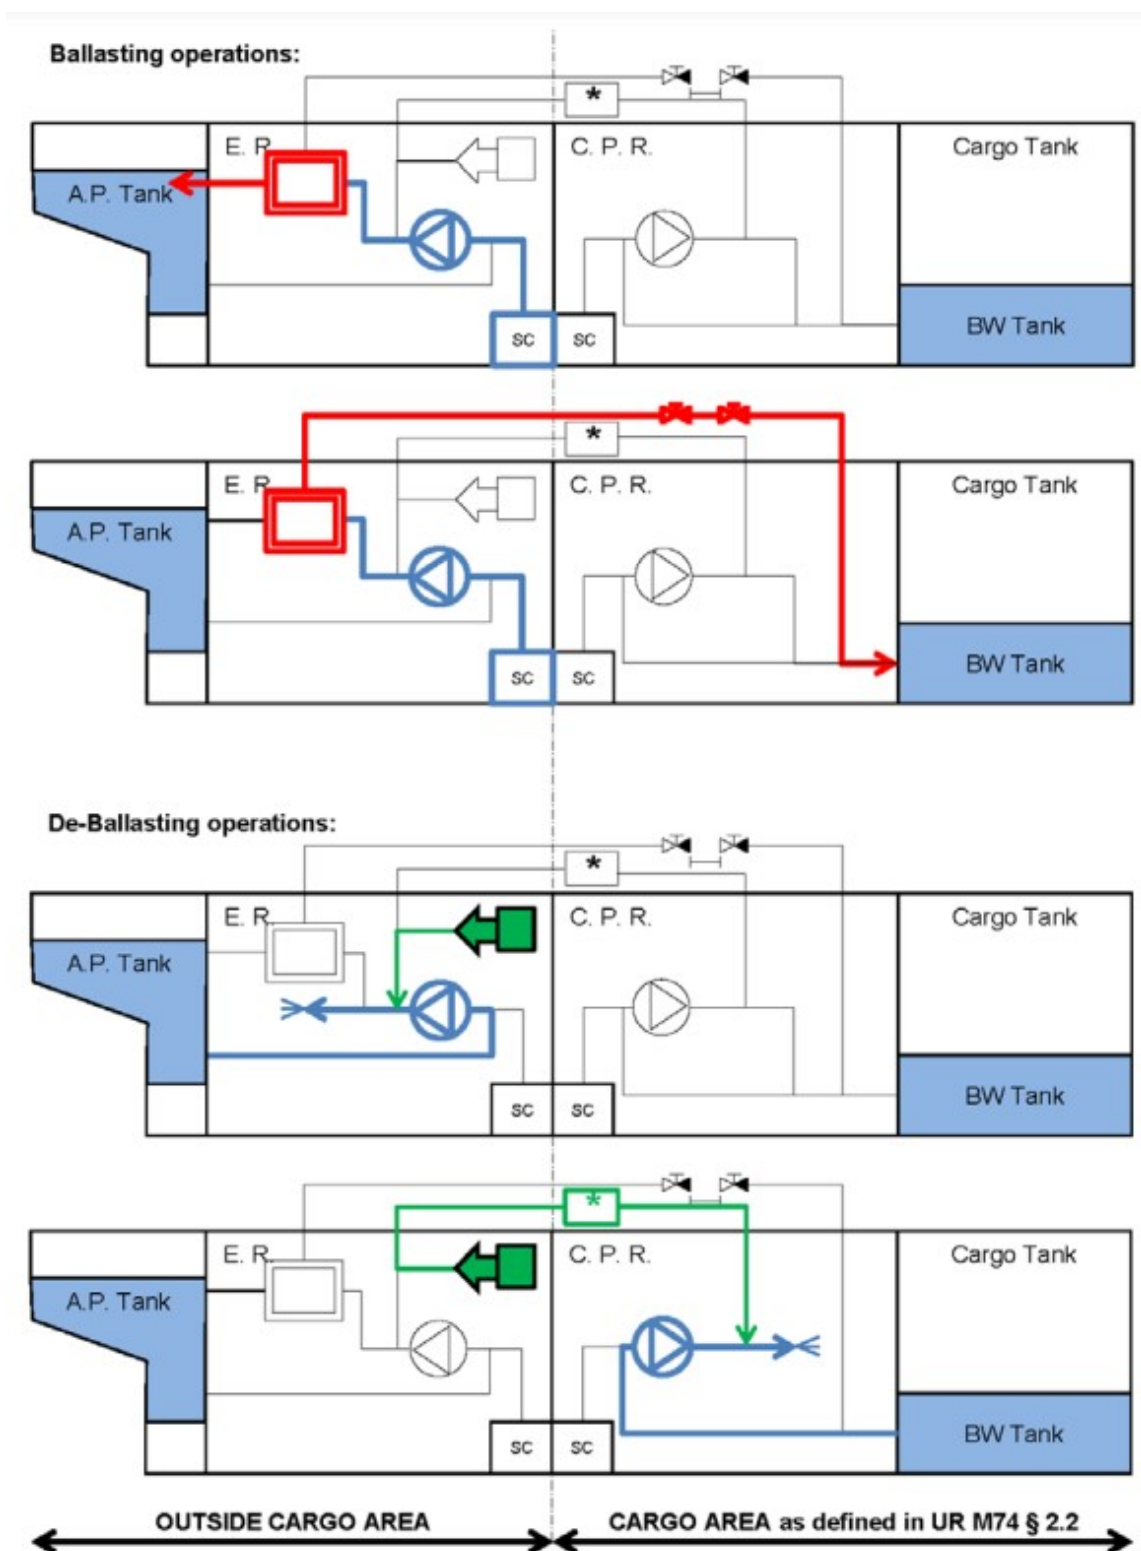 Ballasting operations:
*
E. R.
C. P. R.
Cargo Tank
A.P. Tank
BW Tank
SC
SC
*
E. R.
C. P. R.
Cargo Tank
A.P. Tank
BW Tank
SC
SC
De-Ballasting operations:
*
E. R.
C. P. R.
Cargo Tank
A.P. Tank
BW Tank
SC
SC
*
E. R.
C. P. R.
Cargo Tank
A.P. Tank
BW Tank
SC
SC
OUTSIDE CARGO AREA
CARGO AREA as defined in UR M74 § 2.2